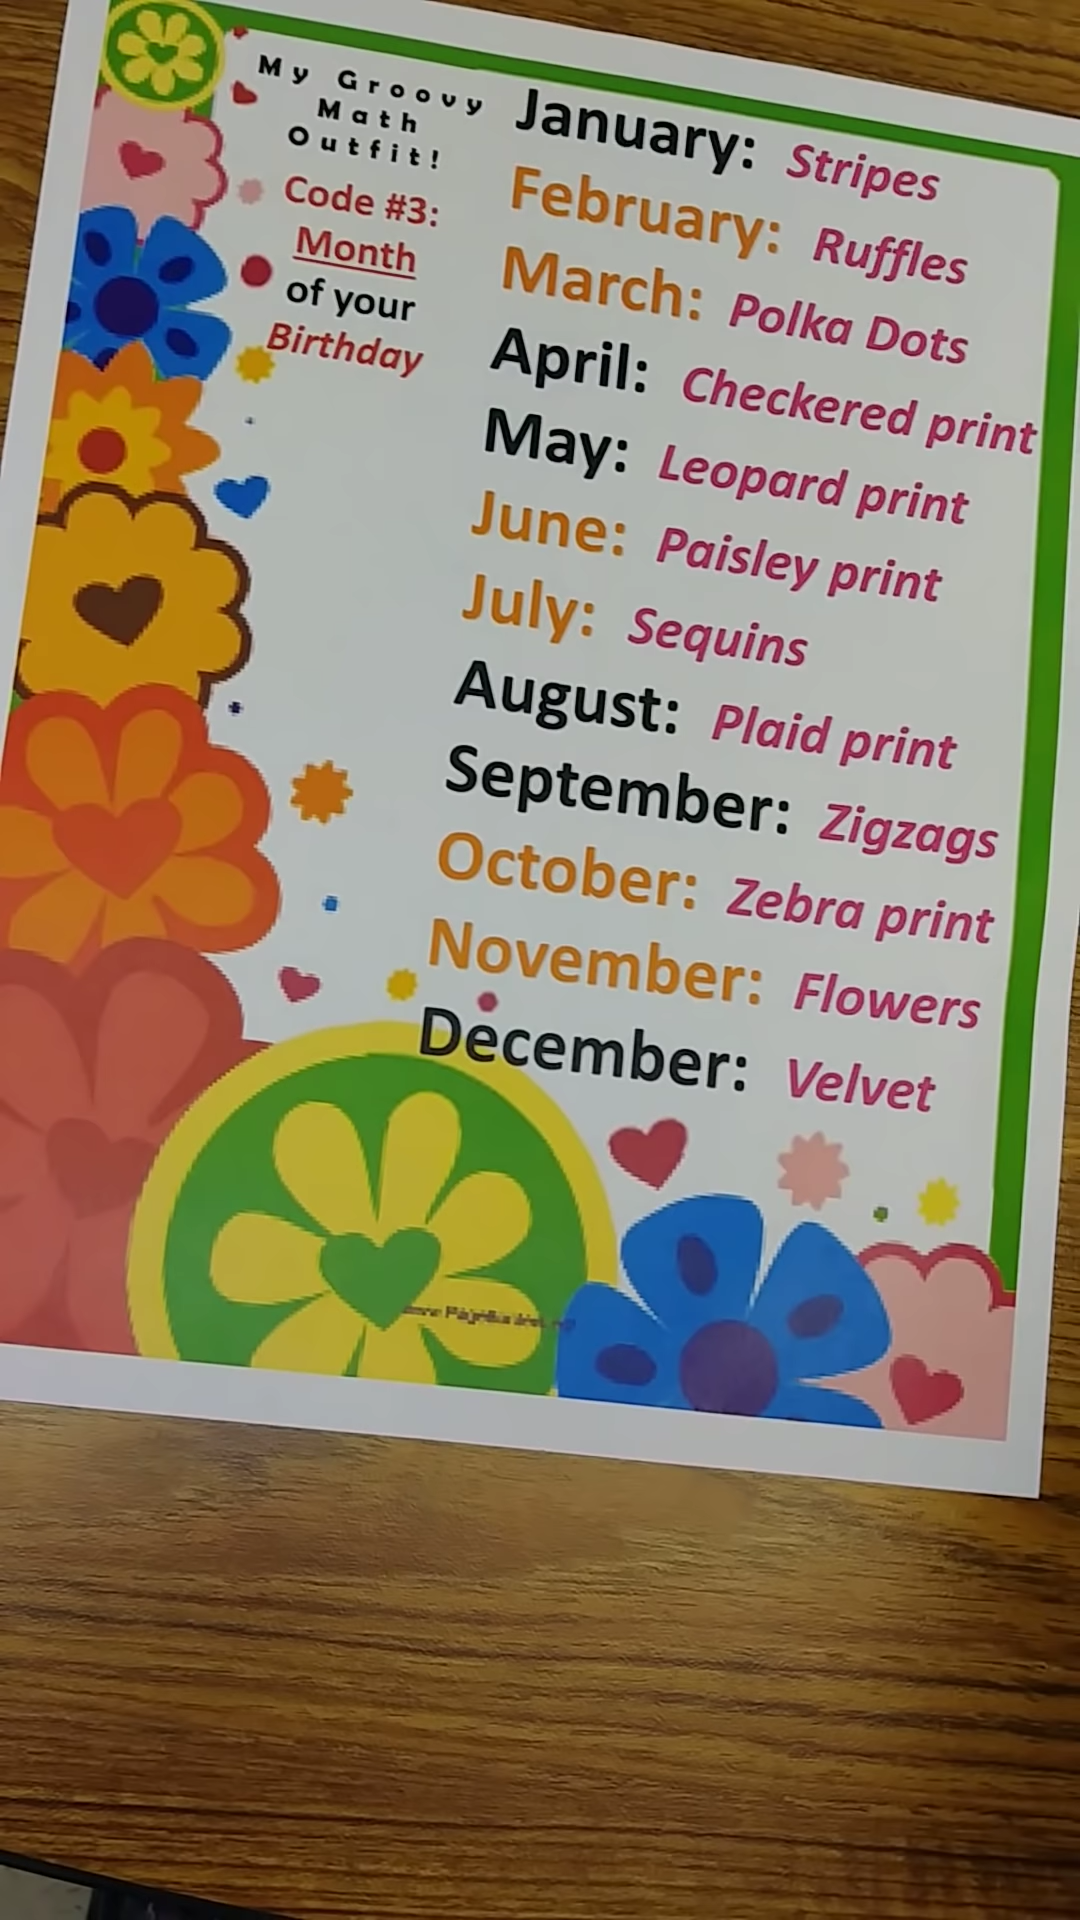 My Groovy
Math
Outfit!
Code #3:
Month
of your
Birthday
January: Stripes
February: Ruffles
March: Polka Dots
April: Checkered print
May: Leopard print
June: Paisley print
July: Sequins
August: Plaid print
September: Zigzags
October: Zebra print
November: Flowers
December: Velvet